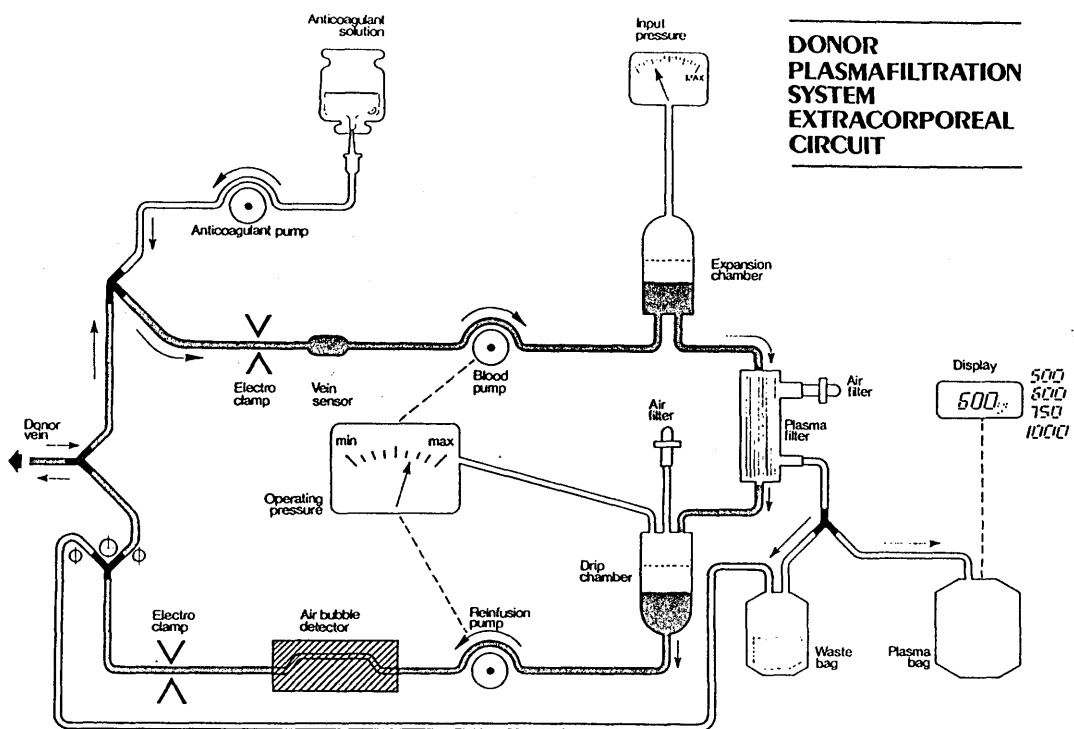 Anticoagulant
solution
Input
pressure
MAX
DONOR
PLASMAFILTRATION
SYSTEM
EXTRACORPOREAL
CIRCUIT
Anticoagulant pump
Expansion
chamber
Electro
clamp
Vein
sensor
Blood
pump
Air
filter
Air
filter
Display
600 gr
500
600
750
1000
Plasma
filter
Donor
vein
min
max
Operating
pressure
Drip
chamber
Electro
clamp
Air bubble
detector
Reinfusion
pump
Waste
bag
Plasma
bag